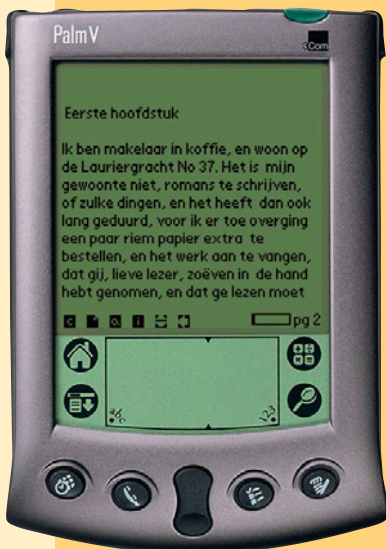 PalmV
3Com
Eerste hoofdstuk
Ik ben makelaar in koffie, en woon op
de Lauriergracht No 37. Het is mijn
gewoonte niet, romans te schrijven,
of zulke dingen, en het heeft dan ook
lang geduurd, voor ik er toe overging
een paar riem papier extra te
bestellen, en het werk aan te vangen,
dat gij, lieve lezer, zoëven in de hand
hebt genomen, en dat ge lezen moet
pg 2
abc
123